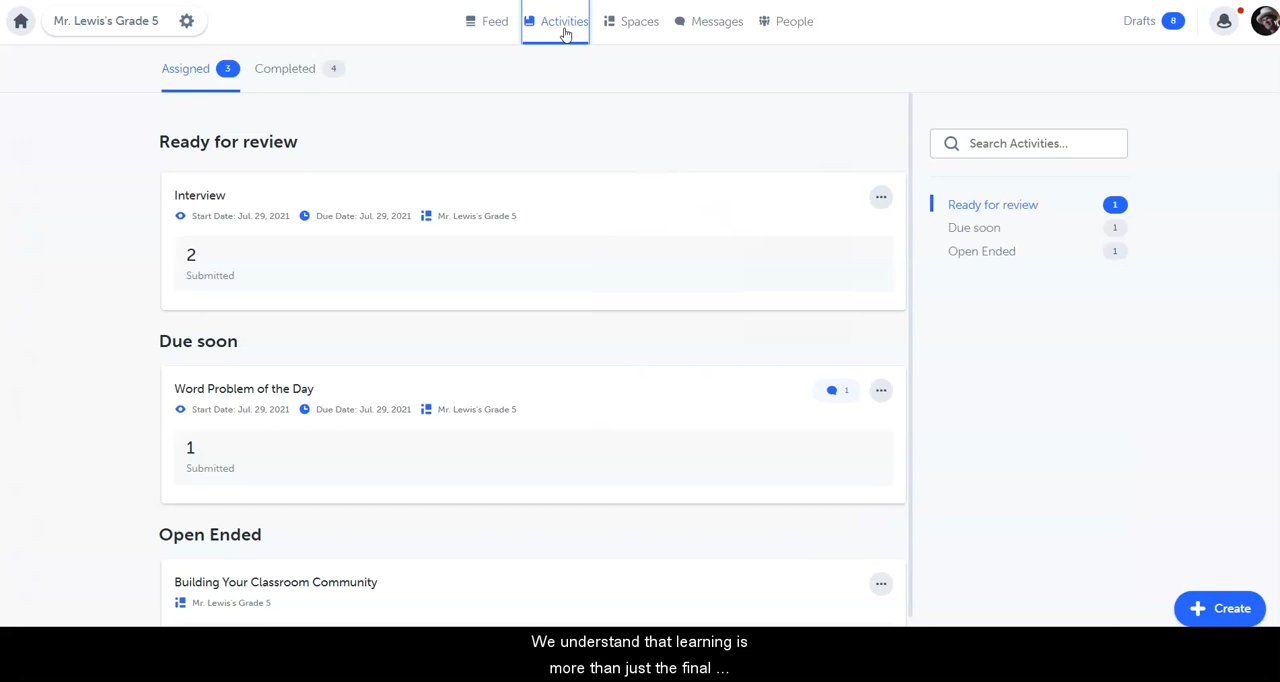 Mr. Lewis's Grade 5
Feed
Activities
Spaces
Messages
People
Drafts 8
Assigned 3
Completed 4
Ready for review
Interview
Start Date: Jul. 29, 2021
Due Date: Jul. 29, 2021
Mr. Lewis's Grade 5
2
Submitted
Due soon
Word Problem of the Day
1
Start Date: Jul. 29, 2021
Due Date: Jul. 29, 2021
Mr. Lewis's Grade 5
1
Submitted
Open Ended
Building Your Classroom Community
Mr. Lewis's Grade 5
Search Activities...
Ready for review 1
Due soon 1
Open Ended 1
Create
We understand that learning is
more than just the final ...